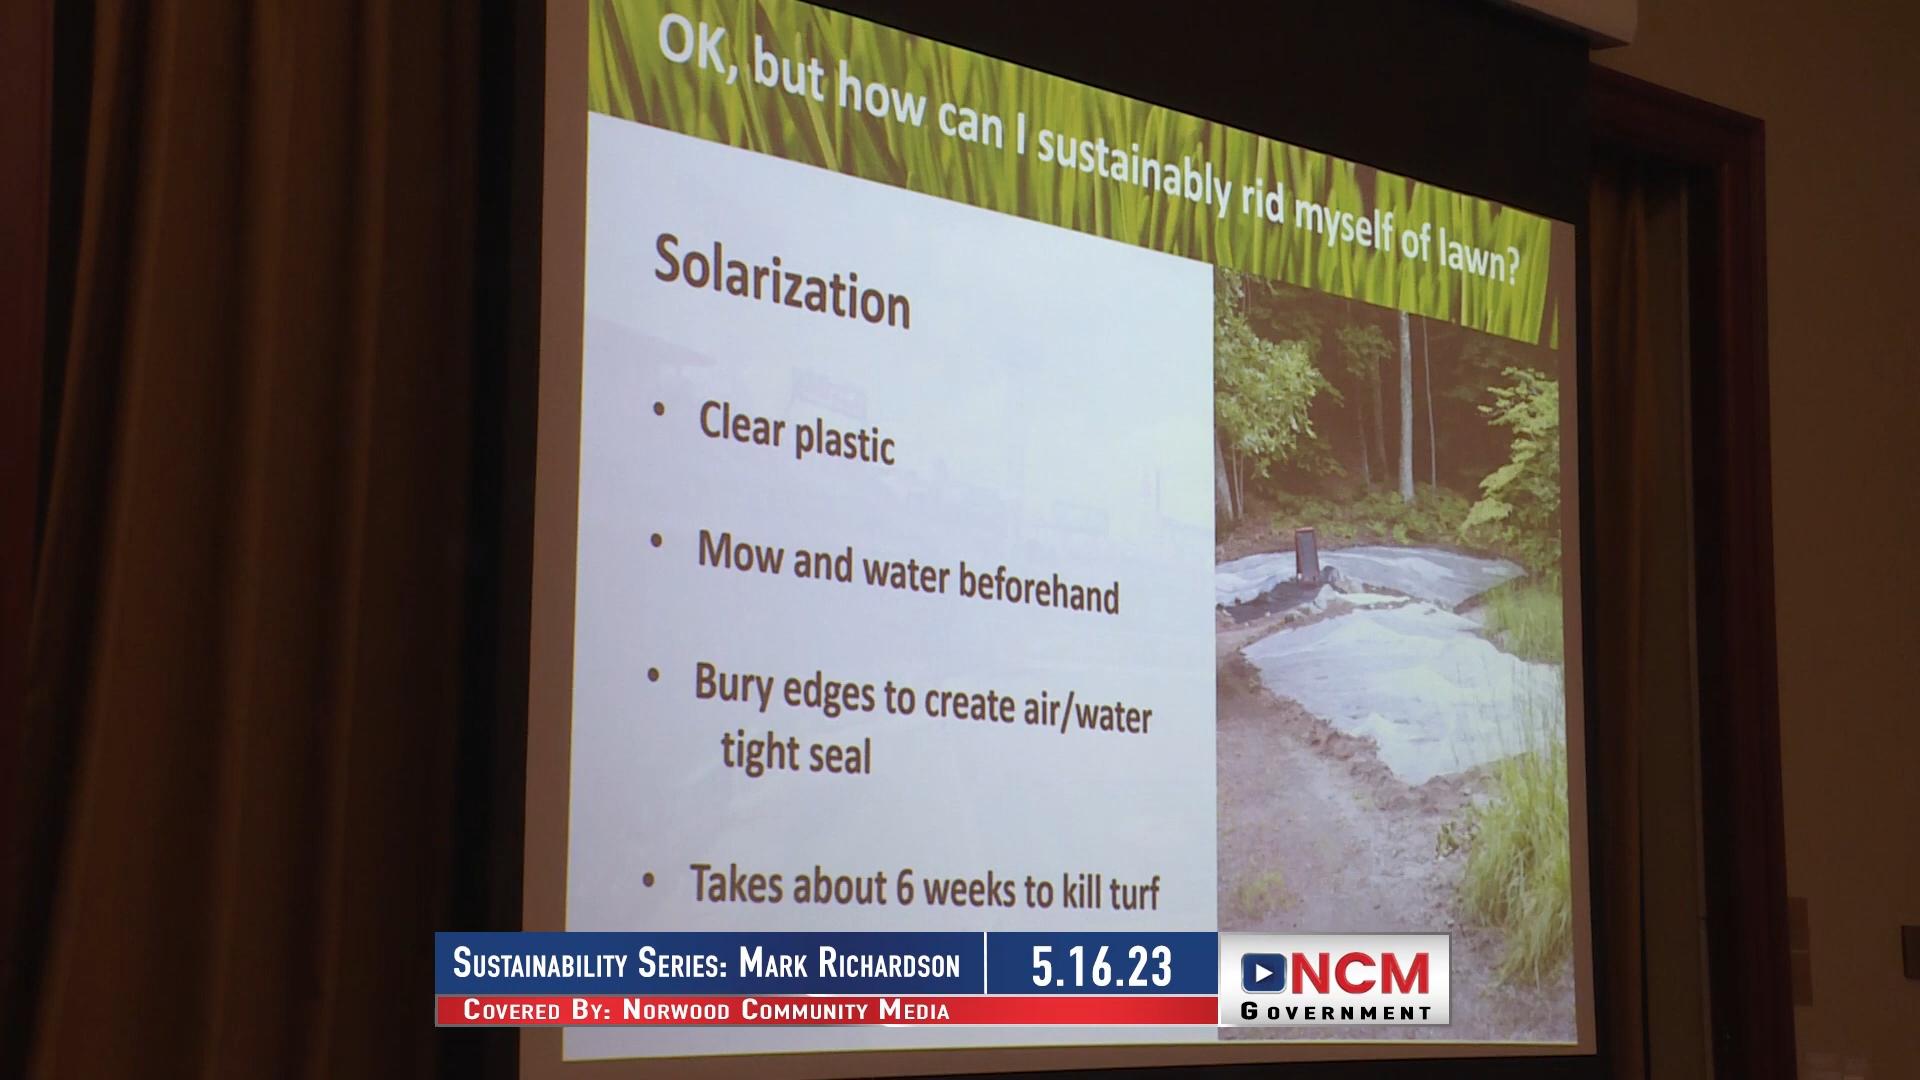 OK, but how can I sustainably rid myself of lawn?
Solarization
• Clear plastic
• Mow and water beforehand
• Bury edges to create air/water
tight seal
• Takes about 6 weeks to kill turf
Sustainability Series: Mark Richardson
5.16.23
Covered By: Norwood Community Media
NCM
Government